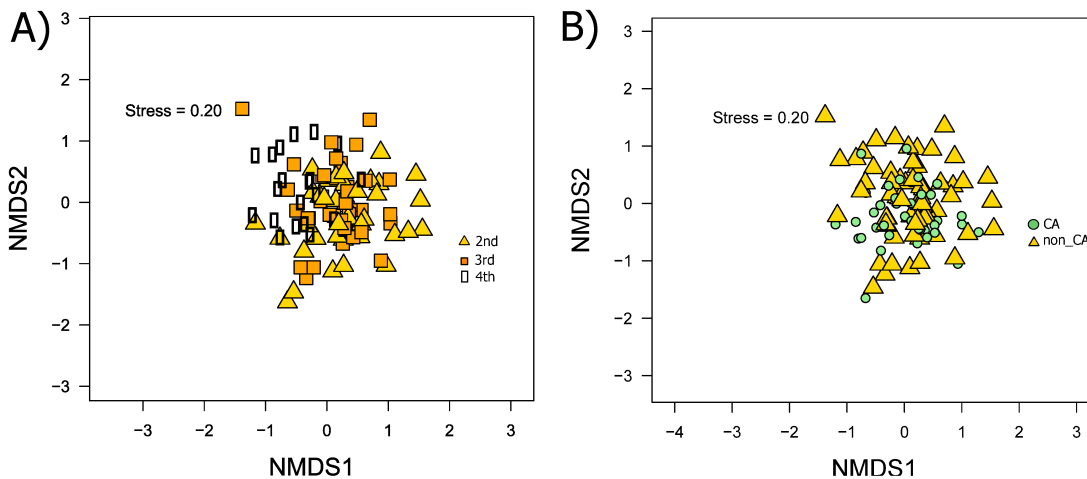 A)
3
2
1
0
−1
−2
−3
NMDS2
Stress = 0.20
2nd
3rd
4th
−3 −2 −1 0 1 2 3
NMDS1
B)
3
2
1
0
−1
−2
−3
NMDS2
Stress = 0.20
CA
non_CA
−4 −3 −2 −1 0 1 2 3
NMDS1